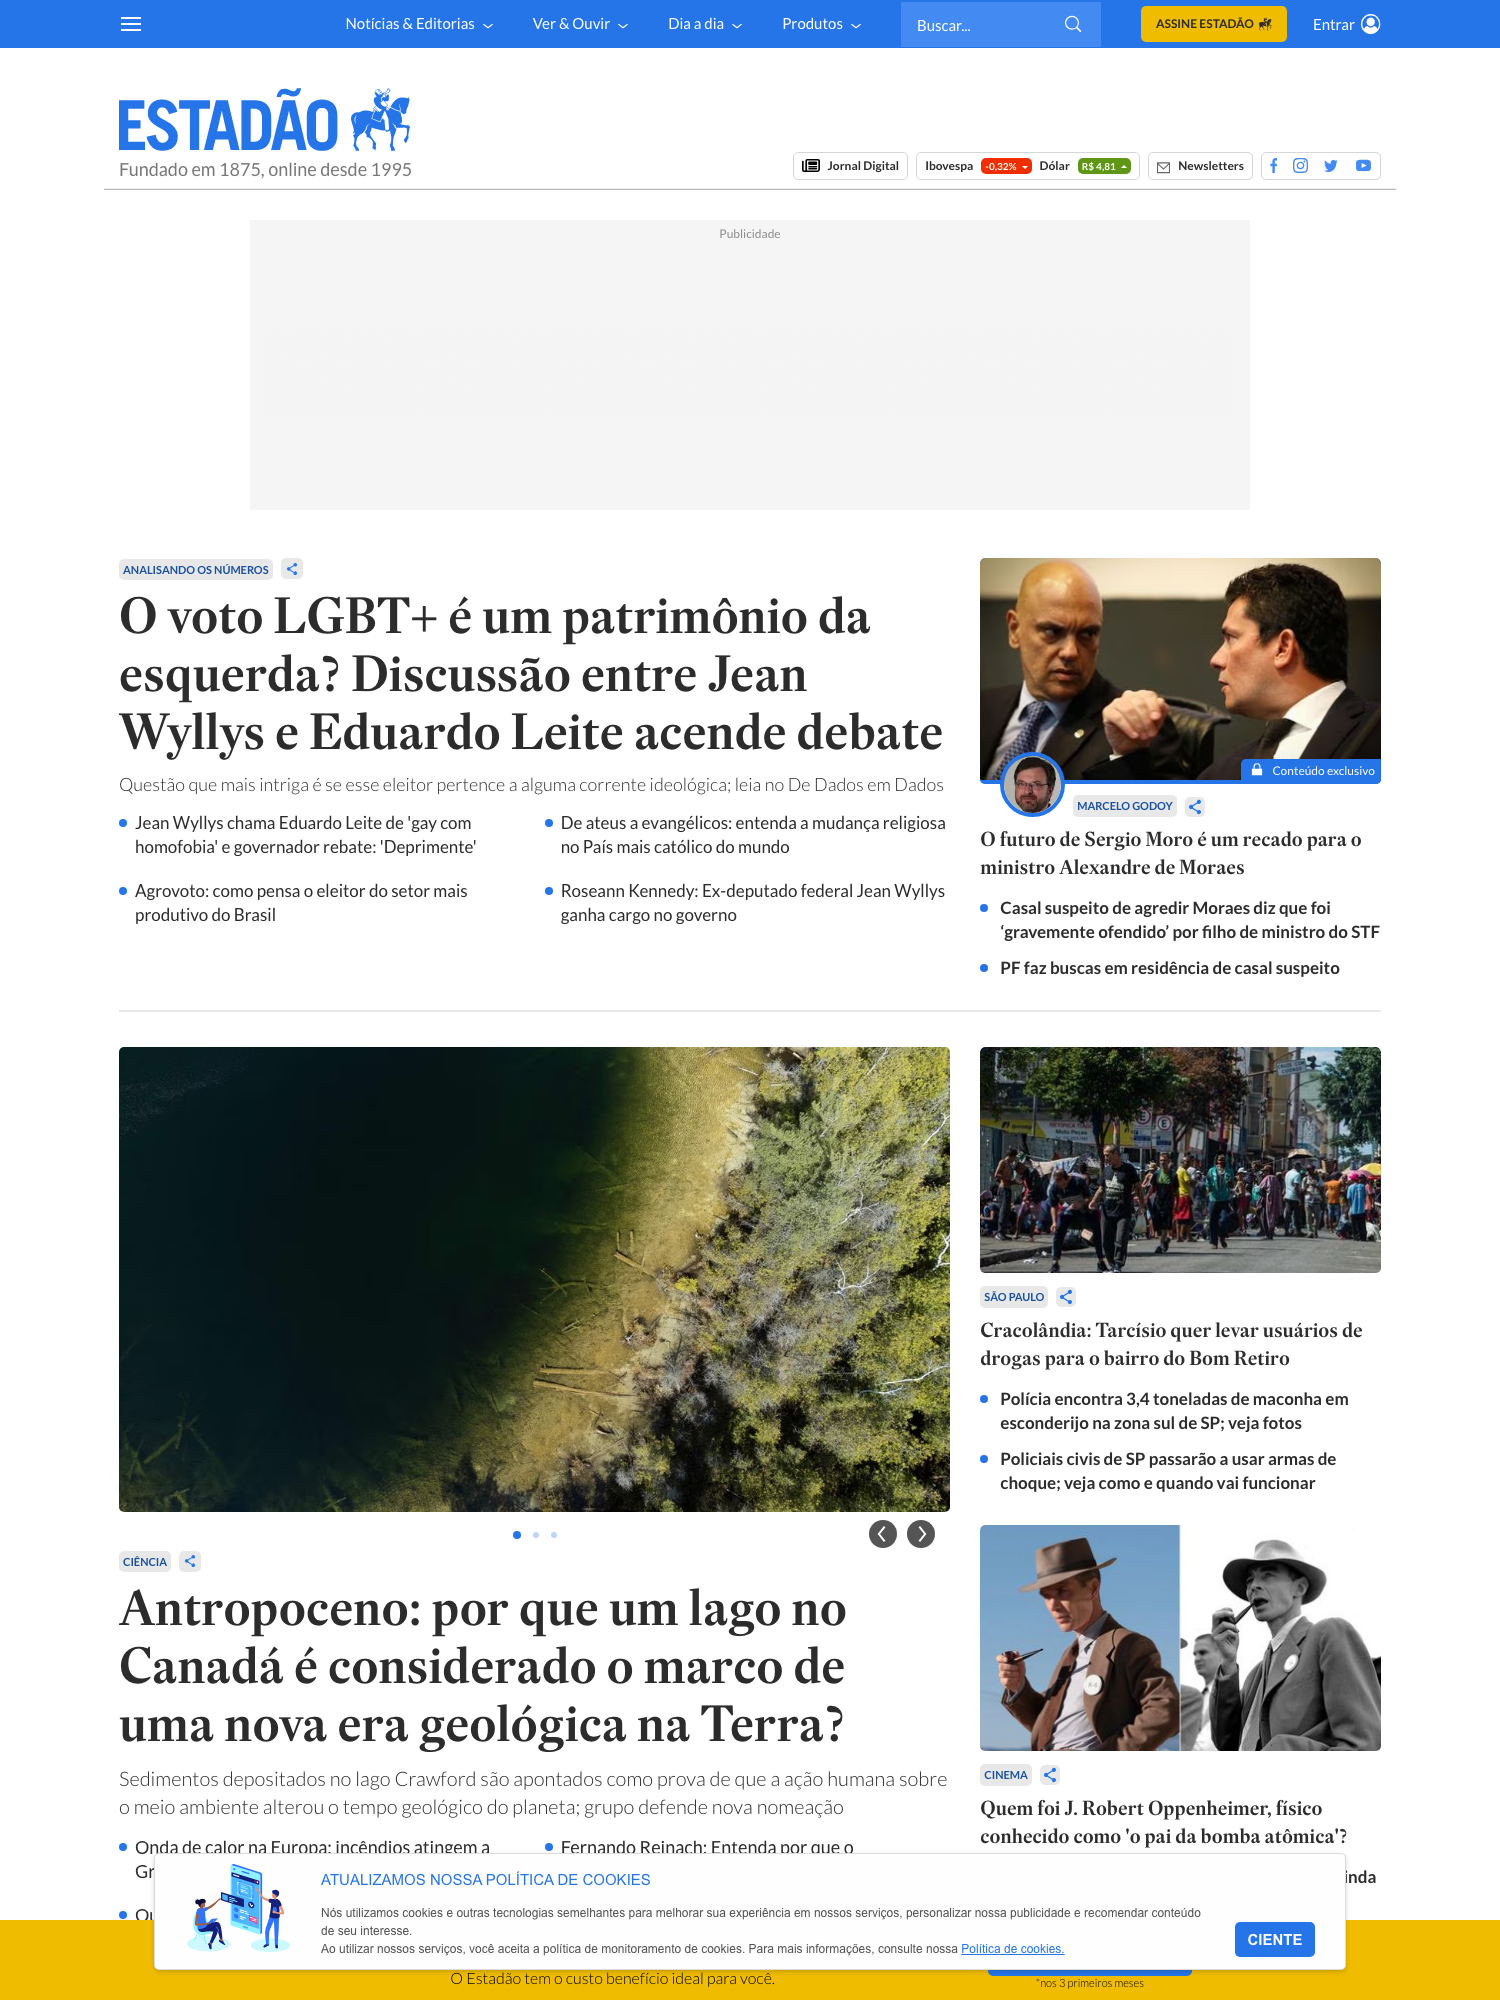 Notícias & Editorias
Ver & Ouvir
Dia a dia
Produtos
Buscar...
ASSINE ESTADÃO
Entrar
ESTADÃO
Fundado em 1875, online desde 1995
Jornal Digital
Ibovespa -0,32% Dólar R$ 4,81
Newsletters
Publicidade
ANALISANDO OS NÚMEROS
O voto LGBT+ é um patrimônio da
esquerda? Discussão entre Jean
Wyllys e Eduardo Leite acende debate
Questão que mais intriga é se esse eleitor pertence a alguma corrente ideológica; leia no De Dados em Dados
Jean Wyllys chama Eduardo Leite de 'gay com
homofobia' e governador rebate: 'Deprimente'
De ateus a evangélicos: entenda a mudança religiosa
no País mais católico do mundo
Agrovoto: como pensa o eleitor do setor mais
produtivo do Brasil
Roseann Kennedy: Ex-deputado federal Jean Wyllys
ganha cargo no governo
Conteúdo exclusivo
MARCELO GODOY
O futuro de Sergio Moro é um recado para o
ministro Alexandre de Moraes
Casal suspeito de agredir Moraes diz que foi
‘gravemente ofendido’ por filho de ministro do STF
PF faz buscas em residência de casal suspeito
CIÊNCIA
Antropoceno: por que um lago no
Canadá é considerado o marco de
uma nova era geológica na Terra?
Sedimentos depositados no lago Crawford são apontados como prova de que a ação humana sobre
o meio ambiente alterou o tempo geológico do planeta; grupo defende nova nomeação
Onda de calor na Europa: incêndios atingem a
Gr
Fernando Reinach: Entenda por que o
Qu
SÃO PAULO
Cracolândia: Tarcísio quer levar usuários de
drogas para o bairro do Bom Retiro
Polícia encontra 3,4 toneladas de maconha em
esconderijo na zona sul de SP; veja fotos
Policiais civis de SP passarão a usar armas de
choque; veja como e quando vai funcionar
CINEMA
Quem foi J. Robert Oppenheimer, físico
conhecido como 'o pai da bomba atômica'?
inda
ATUALIZAMOS NOSSA POLÍTICA DE COOKIES
Nós utilizamos cookies e outras tecnologias semelhantes para melhorar sua experiência em nossos serviços, personalizar nossa publicidade e recomendar conteúdo
de seu interesse.
Ao utilizar nossos serviços, você aceita a política de monitoramento de cookies. Para mais informações, consulte nossa Política de cookies.
CIENTE
O Estadão tem o custo benefício ideal para você.
*nos 3 primeiros meses